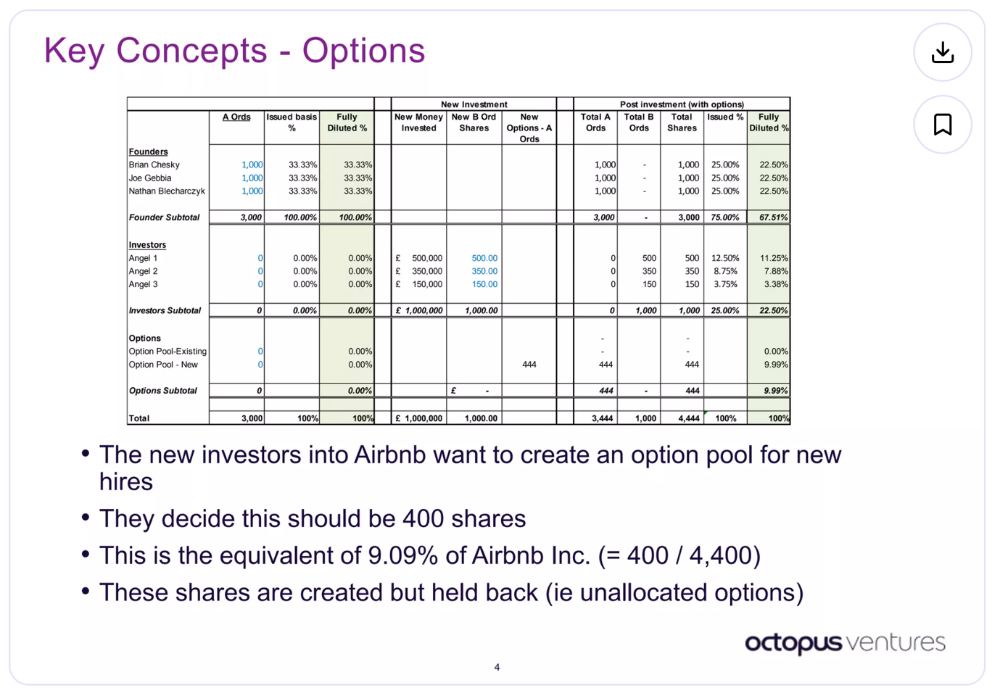 Key Concepts - Options
New Investment Post investment (with options)
A Ords Issued basis % Fully Diluted % New Money Invested New B Ord Shares New Options - A Ords Total A Ords Total B Ords Total Shares Issued % Fully Diluted %
Founders
Brian Chesky 1,000 33.33% 33.33% 1,000 - 1,000 25.00% 22.50%
Joe Gebbia 1,000 33.33% 33.33% 1,000 - 1,000 25.00% 22.50%
Nathan Blecharczyk 1,000 33.33% 33.33% 1,000 - 1,000 25.00% 22.50%
Founder Subtotal 3,000 100.00% 100.00% 3,000 - 3,000 75.00% 67.51%
Investors
Angel 1 0 0.00% 0.00% £ 500,000 500.00 0 500 500 12.50% 11.25%
Angel 2 0 0.00% 0.00% £ 350,000 350.00 0 350 350 8.75% 7.88%
Angel 3 0 0.00% 0.00% £ 150,000 150.00 0 150 150 3.75% 3.38%
Investors Subtotal 0 0.00% 0.00% £ 1,000,000 1,000.00 0 1,000 1,000 25.00% 22.50%
Options - -
Option Pool-Existing 0 0.00% - - 0.00%
Option Pool - New 0 0.00% 444 444 444 9.99%
Options Subtotal 0 0.00% £ - 444 - 444 9.99%
Total 3,000 100% 100% £ 1,000,000 1,000.00 3,444 1,000 4,444 100% 100%
• The new investors into Airbnb want to create an option pool for new
hires
• They decide this should be 400 shares
• This is the equivalent of 9.09% of Airbnb Inc. (= 400 / 4,400)
• These shares are created but held back (ie unallocated options)
octopus ventures
4